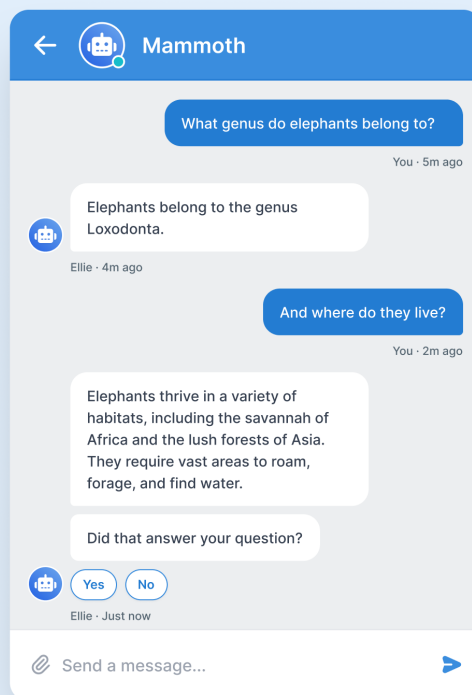 Mammoth
What genus do elephants belong to?
You · 5m ago
Elephants belong to the genus
Loxodonta.
Ellie · 4m ago
And where do they live?
You · 2m ago
Elephants thrive in a variety of
habitats, including the savannah of
Africa and the lush forests of Asia.
They require vast areas to roam,
forage, and find water.
Did that answer your question?
Yes No
Ellie · Just now
Send a message...